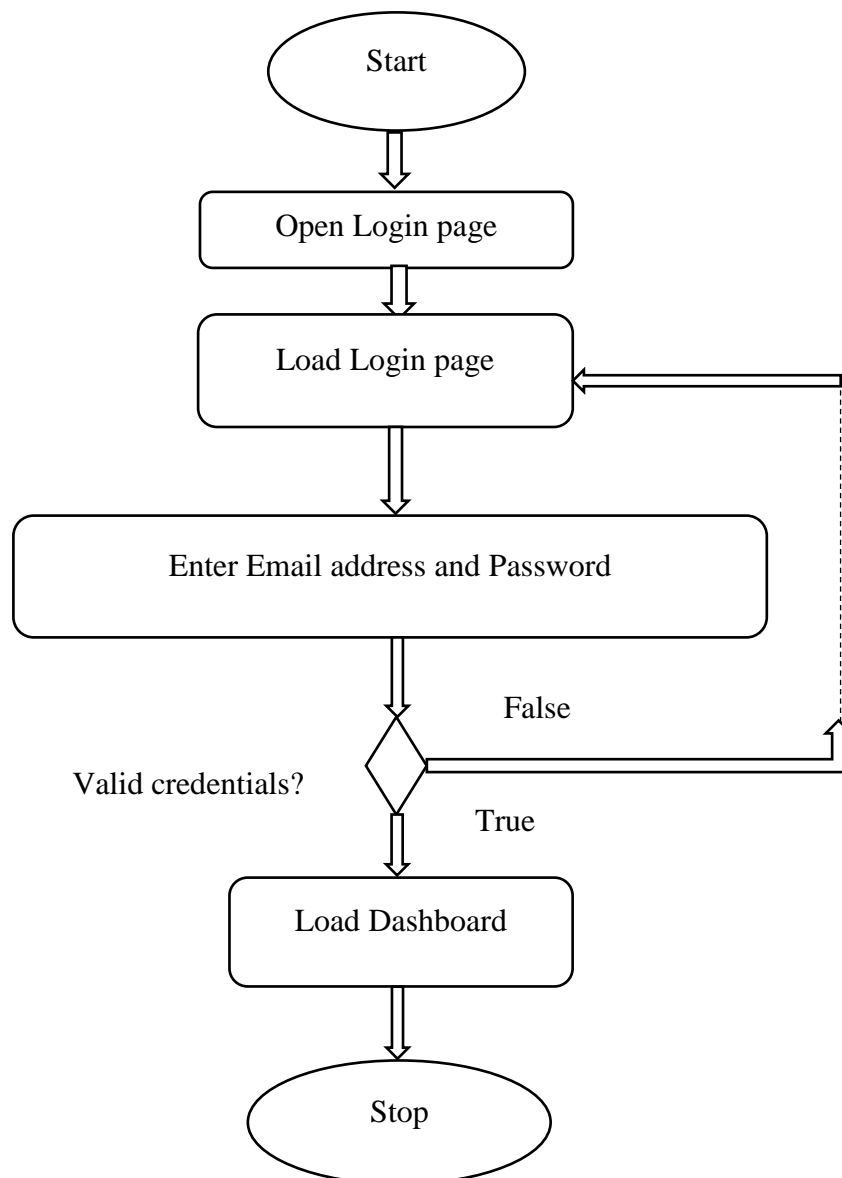 Start
Open Login page
Load Login page
Enter Email address and Password
False
Valid credentials?
True
Load Dashboard
Stop